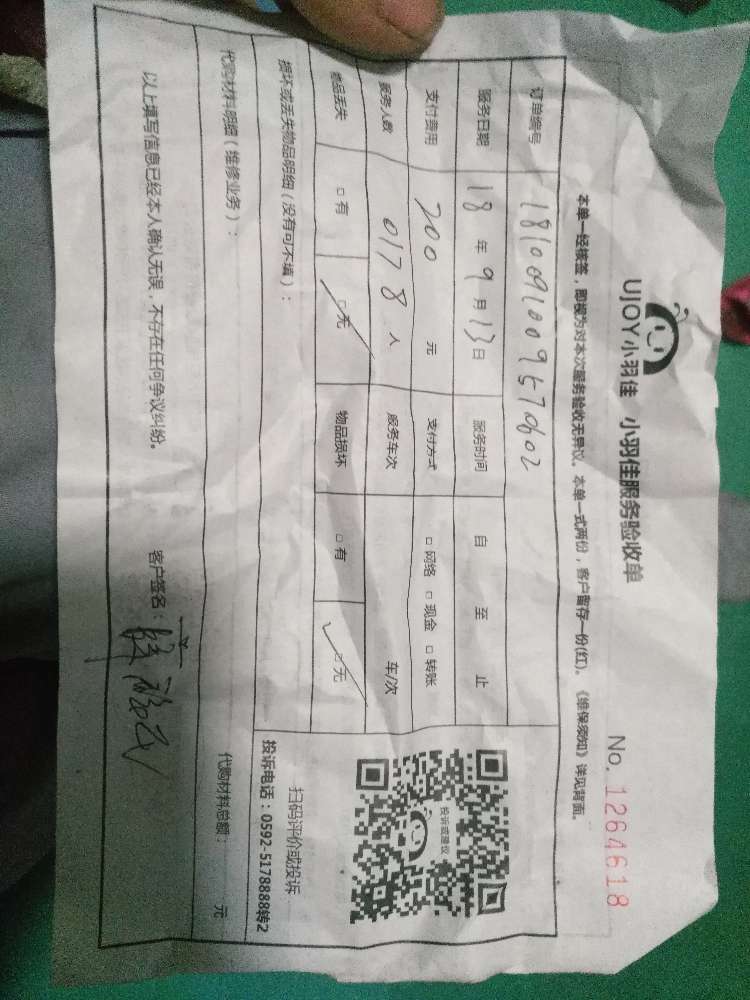 UJOY小羽佳 小羽佳服务验收单
No. 1264618
本单一经核签，即视为对本次服务验收无异议。本单一式两份，客户留存一份(红)。《维保须知》详见背面。
订单编号
服务日期 18 年 9 月 13 日 服务时间 自 至 止
支付费用 200 元 支付方式 □网络 □现金 □转账
服务人数 0178 人 服务车次 车/次
物品丢失 □有 □无 物品损坏 □有 □无
投诉或建议
扫码评价或投诉
投诉电话：0592-5178888转2
损坏或丢失物品明细（没有可不填）：
代购材料明细（维修业务）： 代购材料总额： 元
以上填写信息已经本人确认无误，不存在任何争议纠纷。 客户签名：